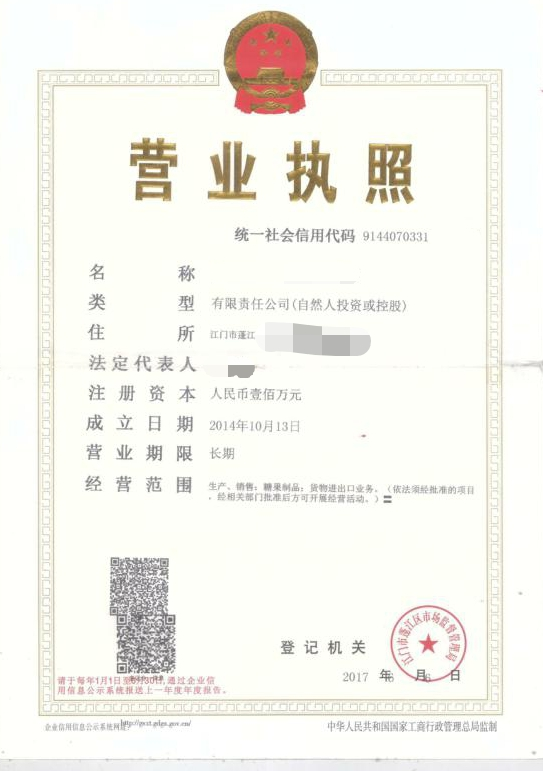 营业执照
统一社会信用代码 9144070331
名称
类型 有限责任公司(自然人投资或控股)
住所 江门市蓬江
法定代表人
注册资本 人民币壹佰万元
成立日期 2014年10月13日
营业期限 长期
经营范围 生产、销售：糖果制品；货物进出口业务。（依法须经批准的项目
，经相关部门批准后方可开展经营活动。）〓
江门市蓬江区市场监督管理局
登记机关
2017 年6 月6 日
请于每年1月1日至6月30日,通过企业信
用信息公示系统报送上一年度年度报告。
企业信用信息公示系统网址： http://gsxt.gdgs.gov.cn/
中华人民共和国国家工商行政管理总局监制